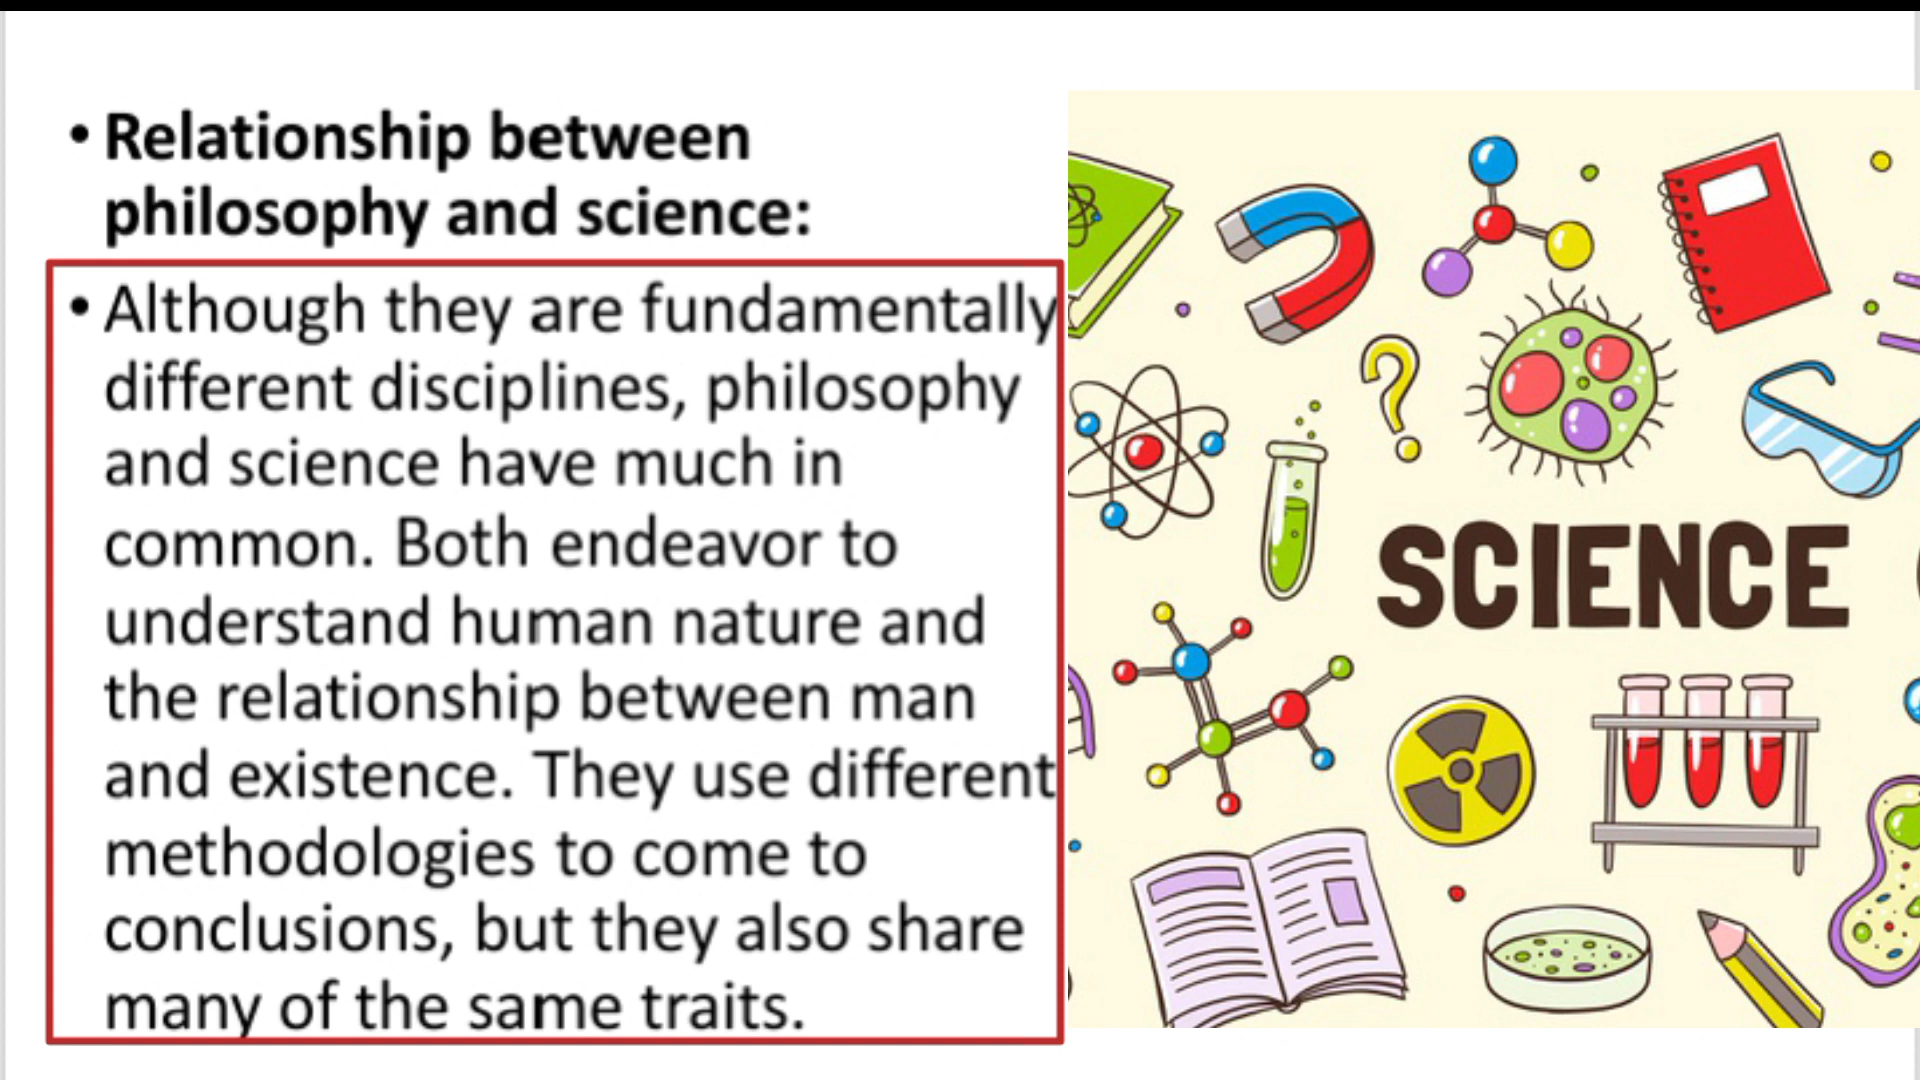 • Relationship between
philosophy and science:
• Although they are fundamentally
different disciplines, philosophy
and science have much in
common. Both endeavor to
understand human nature and
the relationship between man
and existence. They use different
methodologies to come to
conclusions, but they also share
many of the same traits.
SCIENCE